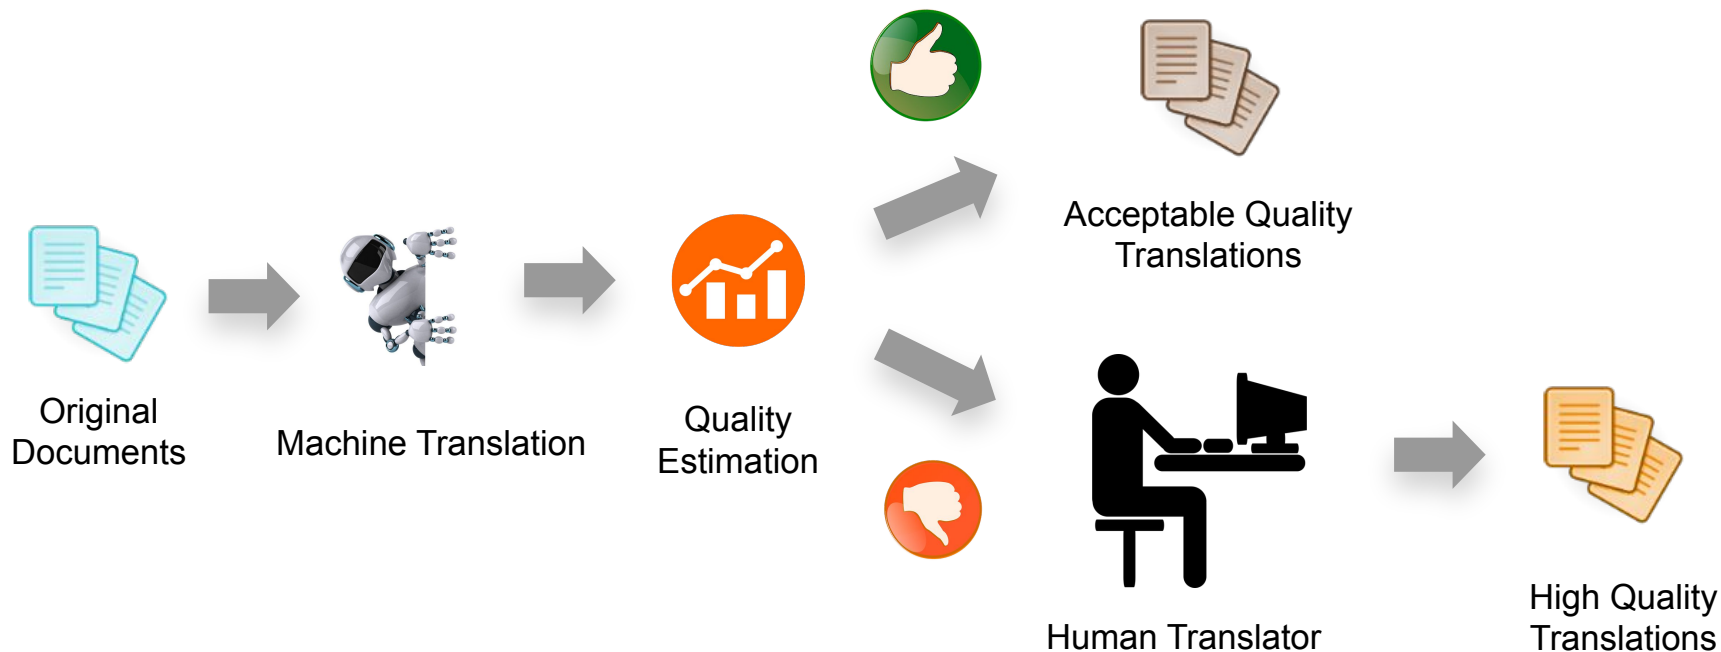 Original
Documents
Machine Translation
Quality
Estimation
Acceptable Quality
Translations
Human Translator
High Quality
Translations